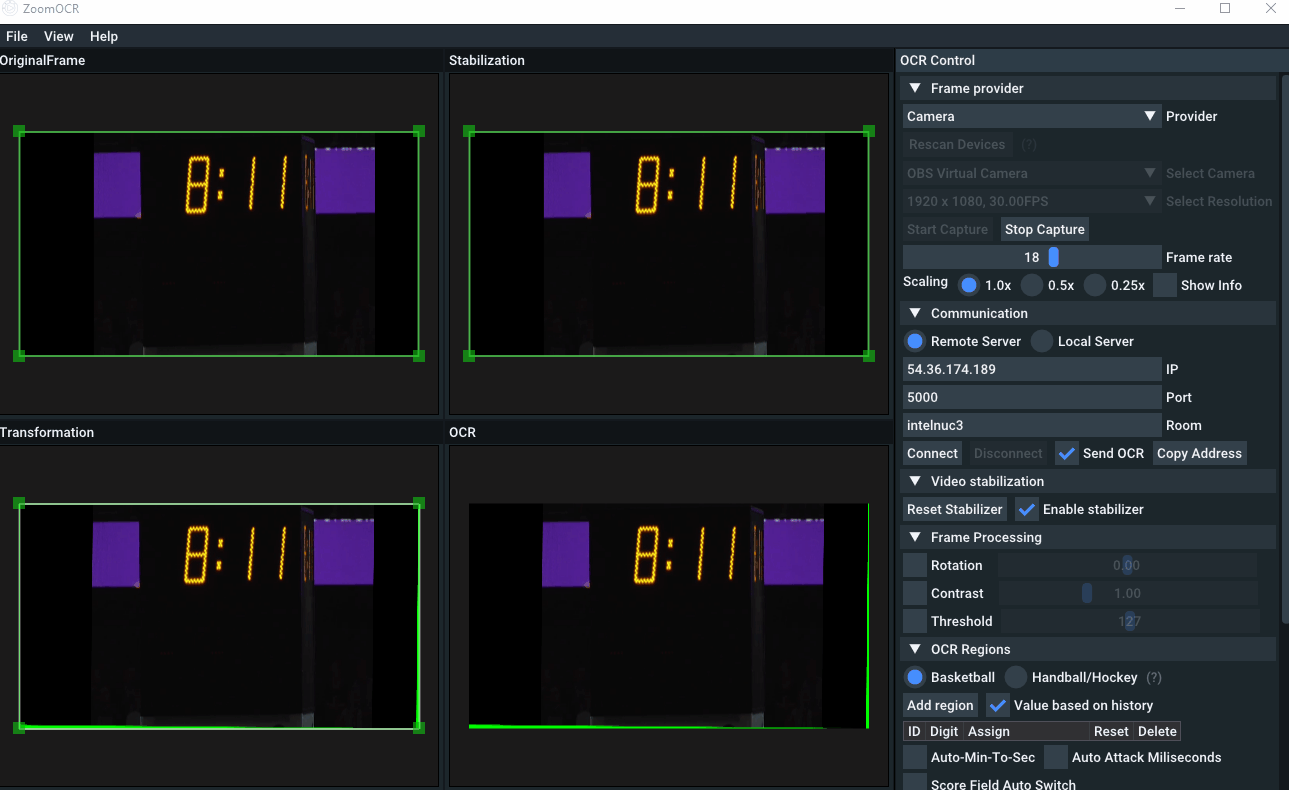 ZoomOCR
File View Help
OriginalFrame
8:11
Stabilization
8:11
Transformation
8:11
OCR
8:11
OCR Control
Frame provider
Camera Provider
Rescan Devices (?)
OBS Virtual Camera Select Camera
1920 x 1080, 30.00FPS Select Resolution
Start Capture Stop Capture
18 Frame rate
Scaling 1.0x 0.5x 0.25x Show Info
Communication
Remote Server Local Server
54.36.174.189 IP
5000 Port
intelnuc3 Room
Connect Disconnect Send OCR Copy Address
Video stabilization
Reset Stabilizer Enable stabilizer
Frame Processing
Rotation 0.00
Contrast 1.00
Threshold 127
OCR Regions
Basketball Handball/Hockey (?)
Add region Value based on history
ID Digit Assign Reset Delete
Auto-Min-To-Sec Auto Attack Miliseconds
Score Field Auto Switch